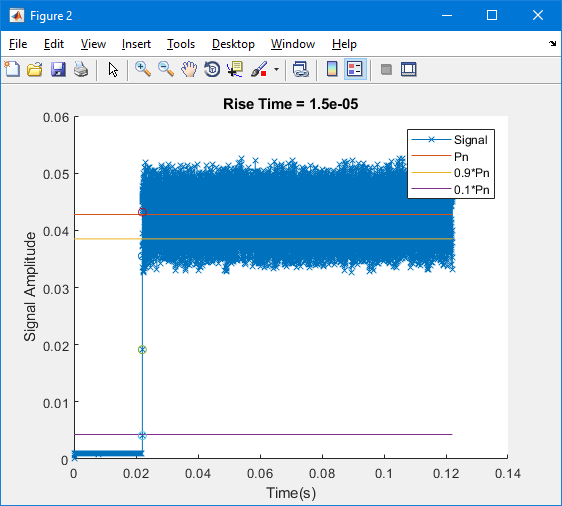 Figure 2
File Edit View Insert Tools Desktop Window Help
Rise Time = 1.5e-05
Signal
Pn
0.9*Pn
0.1*Pn
0.06
0.05
0.04
0.03
0.02
0.01
0
Signal Amplitude
0 0.02 0.04 0.06 0.08 0.1 0.12 0.14
Time(s)